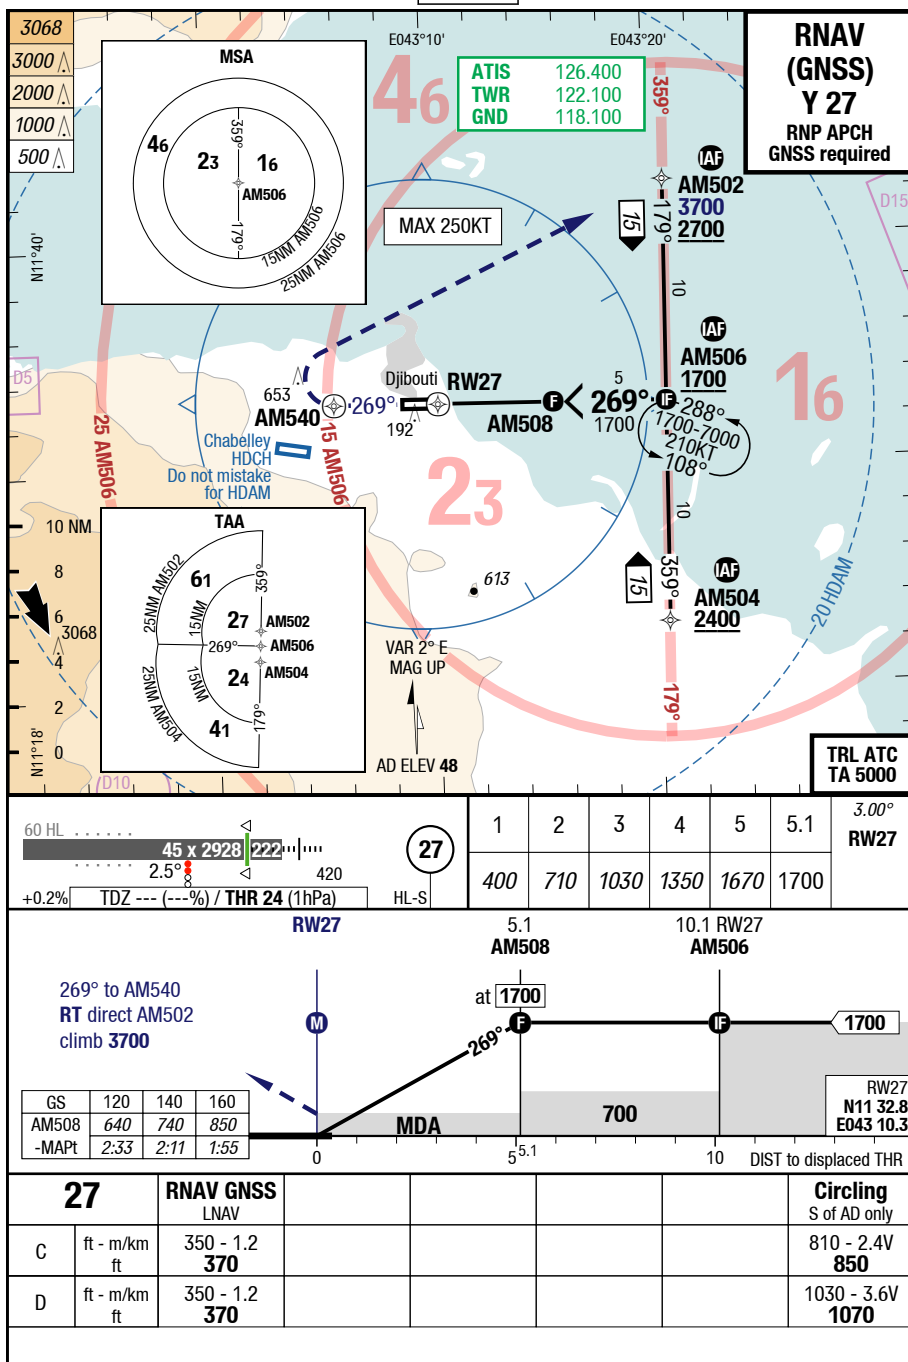 3068
3000
2000
1000
500
MSA
46
23
16
359°
AM506
179°
15NM AM506
25NM AM506
E043°10'
E043°20'
46
ATIS 126.400
TWR 122.100
GND 118.100
RNAV
(GNSS)
Y 27
RNP APCH
GNSS required
359°
IAF
AM502
3700
2700
15
179°
10
D15
MAX 250KT
N11°40'
IAF
AM506
1700
16
D5
653
AM540
269°
Djibouti
RW27
192
AM508
F
5
269°
1700
IF
288°
1700-7000
210KT
108°
Chabelley
HDCH
Do not mistake
for HDAM
25 AM506
15 AM506
23
10
10 NM
8
6
4
2
0
3068
N11°18'
D10
TAA
25NM AM502
61
15NM
359°
27
AM502
269°
AM506
AM504
24
15NM
25NM AM504
41
179°
613
15
359°
IAF
AM504
2400
179°
20 HDAM
VAR 2° E
MAG UP
AD ELEV 48
TRL ATC
TA 5000
60 HL
45 x 2928 222
2.5°
420
+0.2%
TDZ --- (---%) / THR 24 (1hPa)
27
HL-S
1 2 3 4 5 5.1 3.00°
RW27
400 710 1030 1350 1670 1700
RW27
5.1
AM508
10.1 RW27
AM506
269° to AM540
RT direct AM502
climb 3700
at 1700
M
F
IF
1700
269°
MDA
700
RW27
N11 32.8
E043 10.3
GS 120 140 160
AM508 640 740 850
-MAPt 2:33 2:11 1:55
0 5 5.1 10 DIST to displaced THR
27 RNAV GNSS Circling
LNAV S of AD only
C ft - m/km 350 - 1.2 810 - 2.4V
ft 370 850
D ft - m/km 350 - 1.2 1030 - 3.6V
ft 370 1070